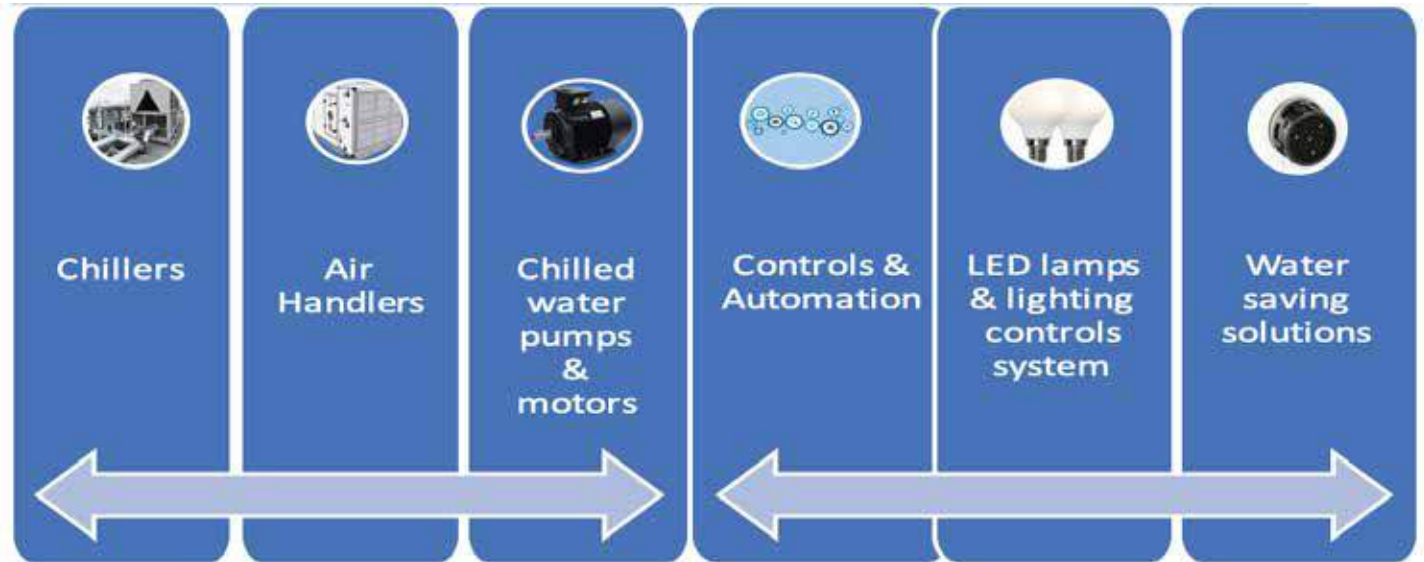 Chillers
Air
Handlers
Chilled
water
pumps
&
motors
Controls &
Automation
LED lamps
& lighting
controls
system
Water
saving
solutions